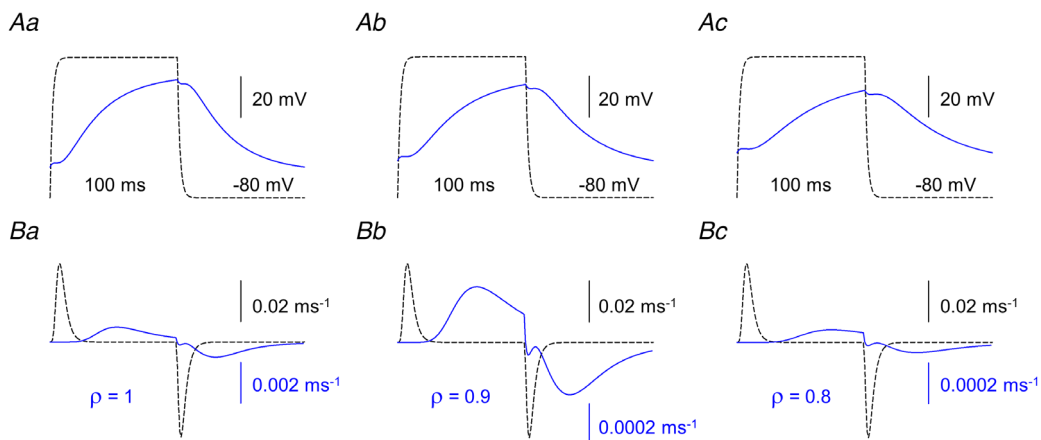 Aa
Ab
Ac
20 mV
20 mV
20 mV
100 ms
-80 mV
100 ms
-80 mV
100 ms
-80 mV
Ba
Bb
Bc
0.02 ms⁻¹
0.02 ms⁻¹
0.02 ms⁻¹
ρ = 1
0.002 ms⁻¹
ρ = 0.9
0.0002 ms⁻¹
ρ = 0.8
0.0002 ms⁻¹